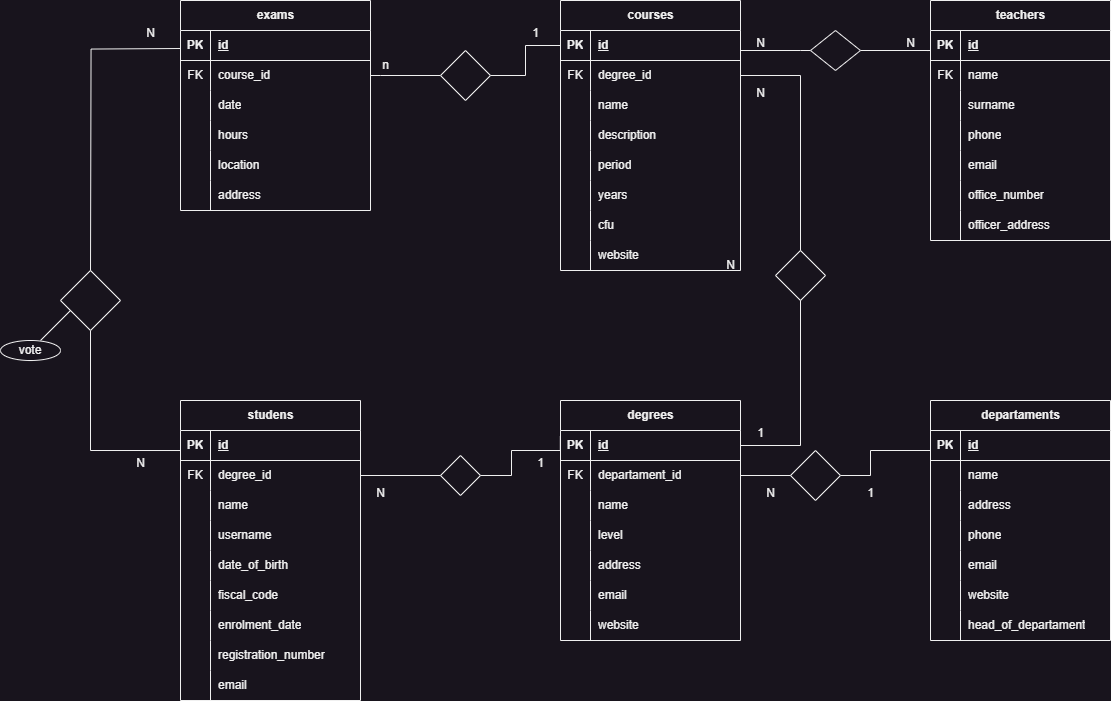 exams
PK id
FK course_id
date
hours
location
address
N
n
1
courses
PK id
FK degree_id
name
description
period
years
cfu
website
N
N
N
N
teachers
PK id
FK name
surname
phone
email
office_number
officer_address
vote
studens
PK id
FK degree_id
name
username
date_of_birth
fiscal_code
enrolment_date
registration_number
email
N
N
1
degrees
PK id
FK departament_id
name
level
address
email
website
1
N
1
departaments
PK id
name
address
phone
email
website
head_of_departament